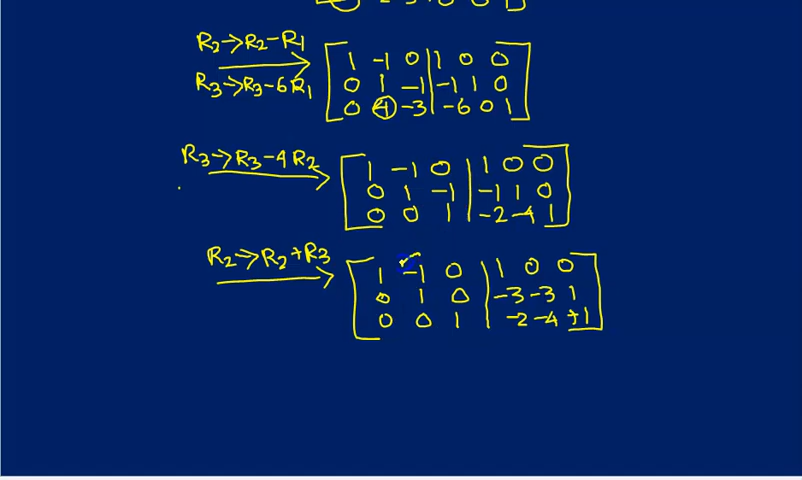 R2→R2-R1
R3→R3-6R1
1 -1 0 | 1 0 0
0 1 -1 | -1 1 0
0 4 -3 | -6 0 1
R3→R3-4R2
1 -1 0 | 1 0 0
0 1 -1 | -1 1 0
0 0 1 | -2 -4 1
R2→R2+R3
1 -1 0 | 1 0 0
0 1 0 | -3 -3 1
0 0 1 | -2 -4 +1